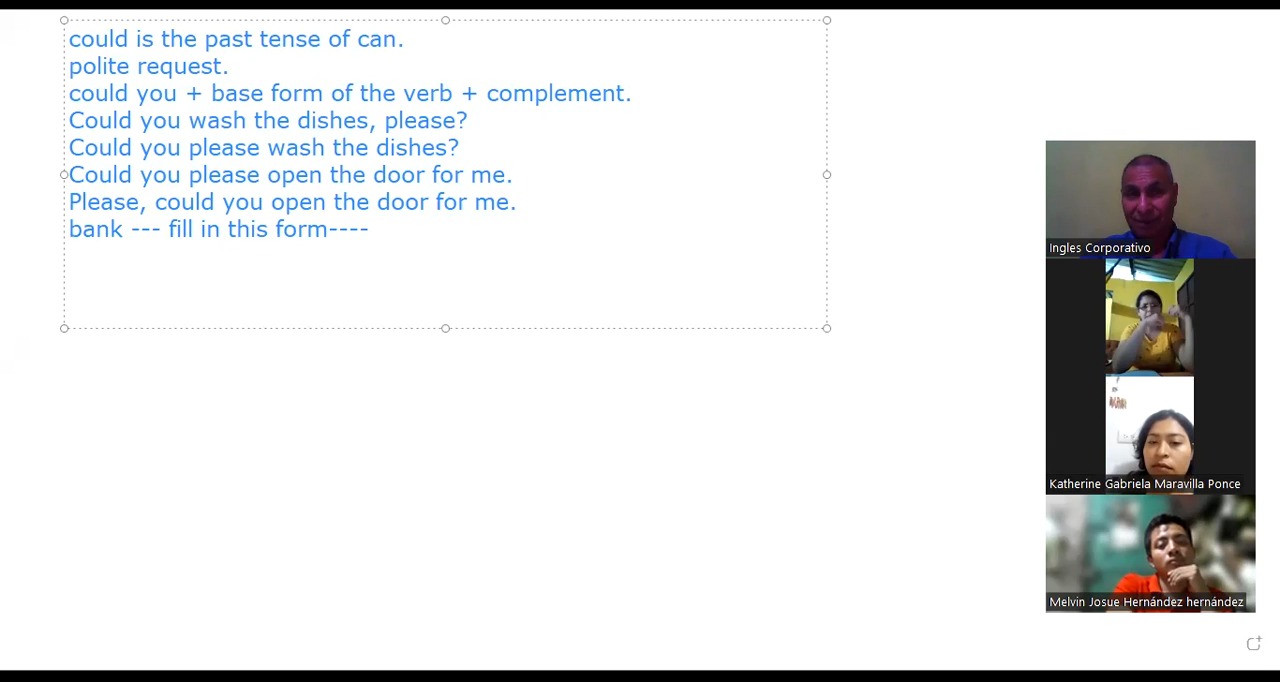 could is the past tense of can.
polite request.
could you + base form of the verb + complement.
Could you wash the dishes, please?
Could you please wash the dishes?
Could you please open the door for me.
Please, could you open the door for me.
bank --- fill in this form----
Ingles Corporativo
Katherine Gabriela Maravilla Ponce
Melvin Josue Hernández hernández